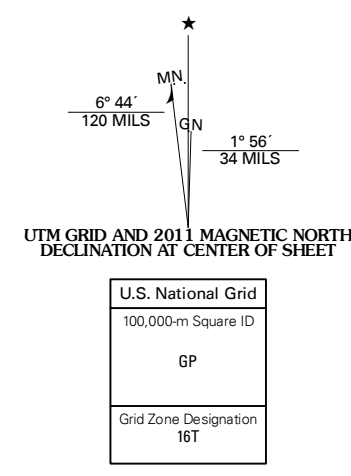 ★
MN.
6° 44´
120 MILS
GN
1° 56´
34 MILS
UTM GRID AND 2011 MAGNETIC NORTH
DECLINATION AT CENTER OF SHEET
U.S. National Grid
100,000-m Square ID
GP
Grid Zone Designation
16T